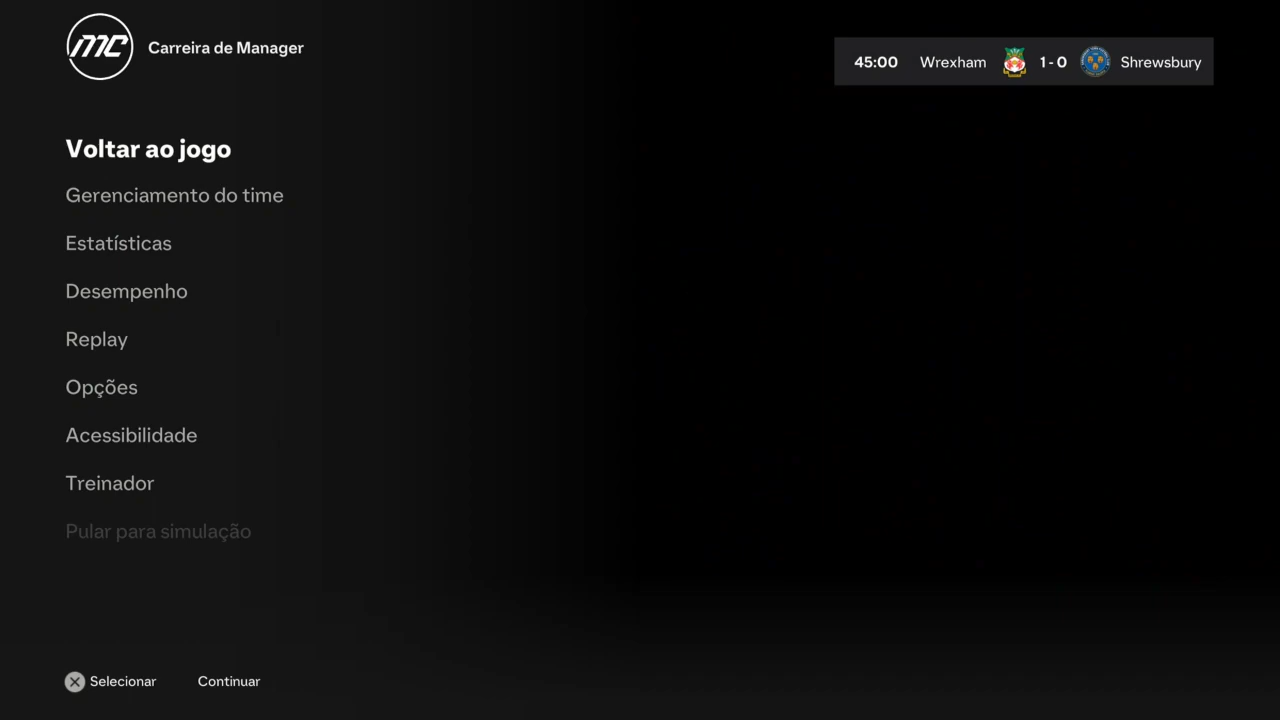 MC Carreira de Manager
45:00 Wrexham 1 - 0 Shrewsbury
Voltar ao jogo
Gerenciamento do time
Estatísticas
Desempenho
Replay
Opções
Acessibilidade
Treinador
Pular para simulação
Selecionar Continuar